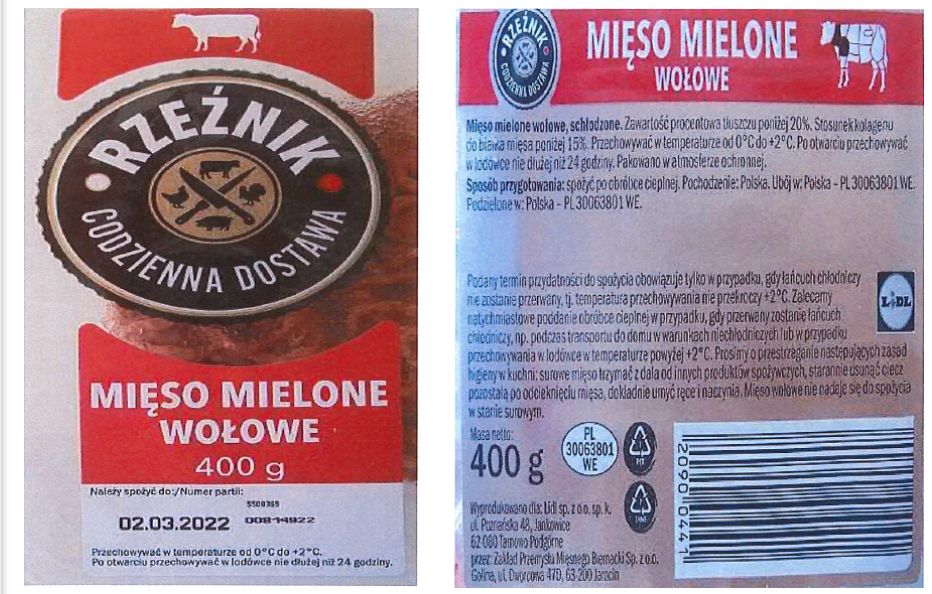 RZEŹNIK
CODZIENNA DOSTAWA
MIĘSO MIELONE
WOŁOWE
400 g
Należy spożyć do:/Numer partii:
5500369
02.03.2022 00814922
Przechowywać w temperaturze od 0°C do +2°C.
Po otwarciu przechowywać w lodówce nie dłużej niż 24 godziny.
RZEŹNIK
CODZIENNA DOSTAWA
MIĘSO MIELONE
WOŁOWE
Mięso mielone wołowe, schłodzone. Zawartość procentowa tłuszczu poniżej 20%. Stosunek kolagenu
do białka mięsa poniżej 15%. Przechowywać w temperaturze od 0°C do +2°C. Po otwarciu przechowywać
w lodówce nie dłużej niż 24 godziny. Pakowano w atmosferze ochronnej.
Sposób przygotowania: spożyć po obróbce cieplnej. Pochodzenie: Polska. Ubój w: Polska - PL 30063801 WE.
Podzielone w: Polska - PL 30063801 WE.
Podany termin przydatności do spożycia obowiązuje tylko w przypadku, gdy łańcuch chłodniczy
nie zostanie przerwany, tj. temperatura przechowywania nie przekroczy +2°C. Zalecamy
natychmiastowe poddanie obróbce cieplnej w przypadku, gdy przerwany zostanie łańcuch
chłodniczy, np. podczas transportu do domu w warunkach niechłodniczych lub w przypadku
przechowywania w lodówce w temperaturze powyżej +2°C. Prosimy o przestrzeganie następujących zasad
higieny w kuchni: surowe mięso trzymać z dala od innych produktów spożywczych, starannie usunąć ciecz
pozostałą po odcieknięciu mięsa, dokładnie umyć ręce i naczynia. Mięso wołowe nie nadaje się do spożycia
w stanie surowym.
LIDL
Masa netto:
400 g
PL
30063801
WE
1
PET
Wyprodukowano dla: Lidl sp. z o.o. sp. k.
ul. Poznańska 48, Jankowice
62-080 Tarnowo Podgórne
przez: Zakład Przemysłu Mięsnego Biernacki Sp. z o.o.
Golina, ul. Dworcowa 47D, 63-200 Jarocin
20900441